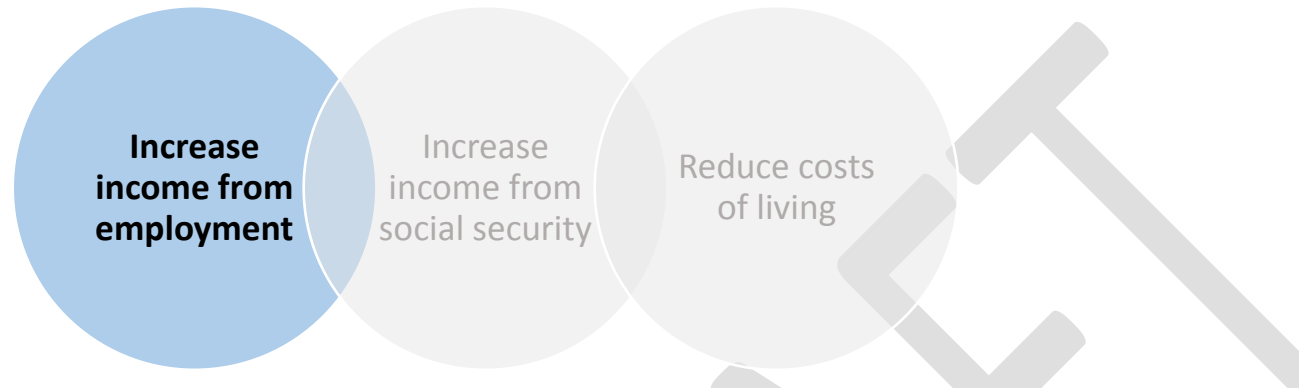 Increase
income from
employment
Increase
income from
social security
Reduce costs
of living